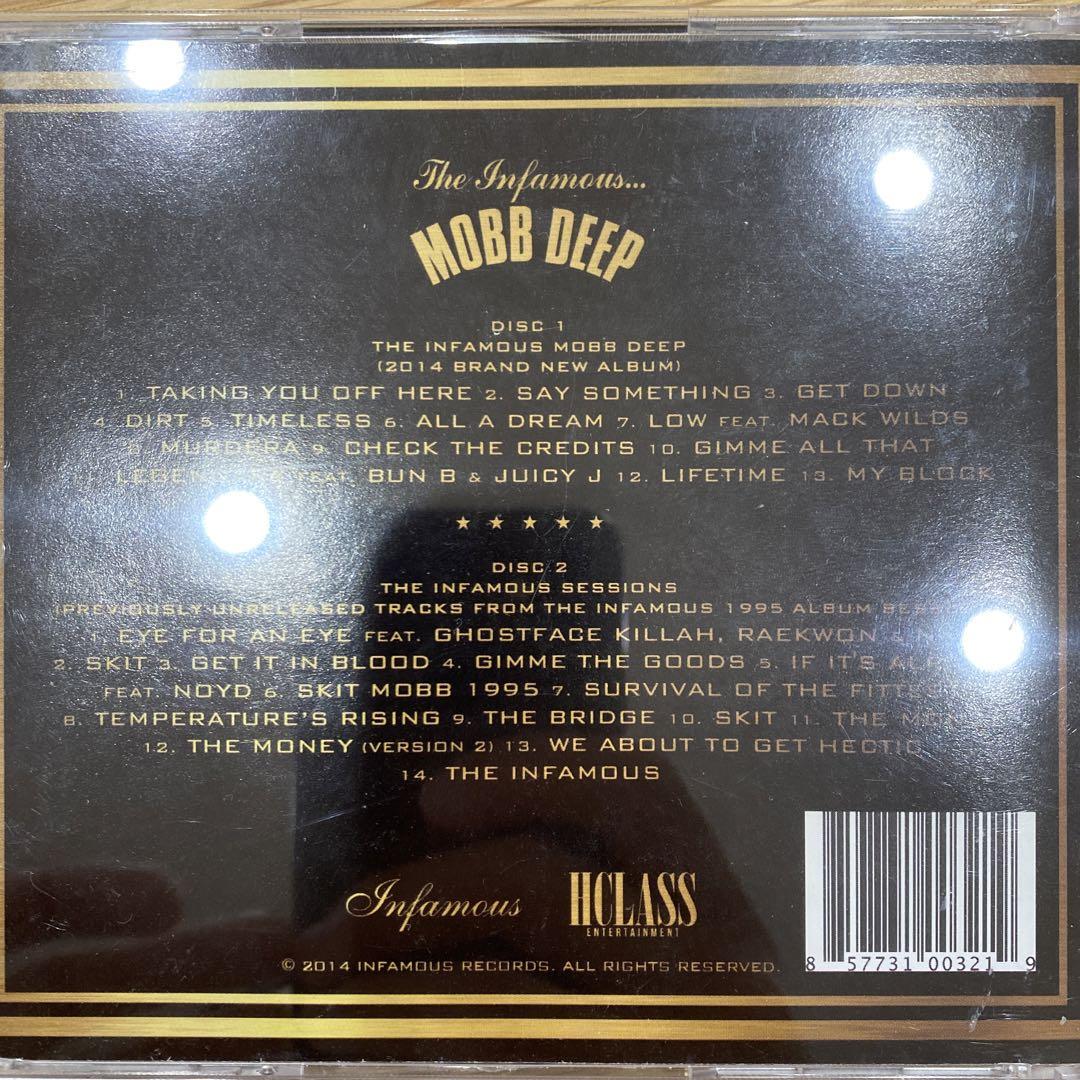 The Infamous...
MOBB DEEP
DISC 1
THE INFAMOUS MOBB DEEP
(2014 BRAND NEW ALBUM)
1. TAKING YOU OFF HERE 2. SAY SOMETHING 3. GET DOWN
4. DIRT 5. TIMELESS 6. ALL A DREAM 7. LOW FEAT. MACK WILDS
8. MURDERA 9. CHECK THE CREDITS 10. GIMME ALL THAT
11. FEAT. BUN B & JUICY J 12. LIFETIME 13. MY BLOCK
DISC 2
THE INFAMOUS SESSIONS
(PREVIOUSLY UNRELEASED TRACKS FROM THE INFAMOUS 1995 ALBUM
1. EYE FOR AN EYE FEAT. GHOSTFACE KILLAH, RAEKWON &
2. SKIT 3. GET IT IN BLOOD 4. GIMME THE GOODS 5. IF IT'S
FEAT. NOYD 6. SKIT MOBB 1995 7. SURVIVAL OF THE
8. TEMPERATURE'S RISING 9. THE BRIDGE 10. SKIT 11. THE
12. THE MONEY (VERSION 2) 13. WE ABOUT TO GET HECTIC
14. THE INFAMOUS
Infamous HCLASS
ENTERTAINMENT
© 2014 INFAMOUS RECORDS. ALL RIGHTS RESERVED.
8 57731 00321 9